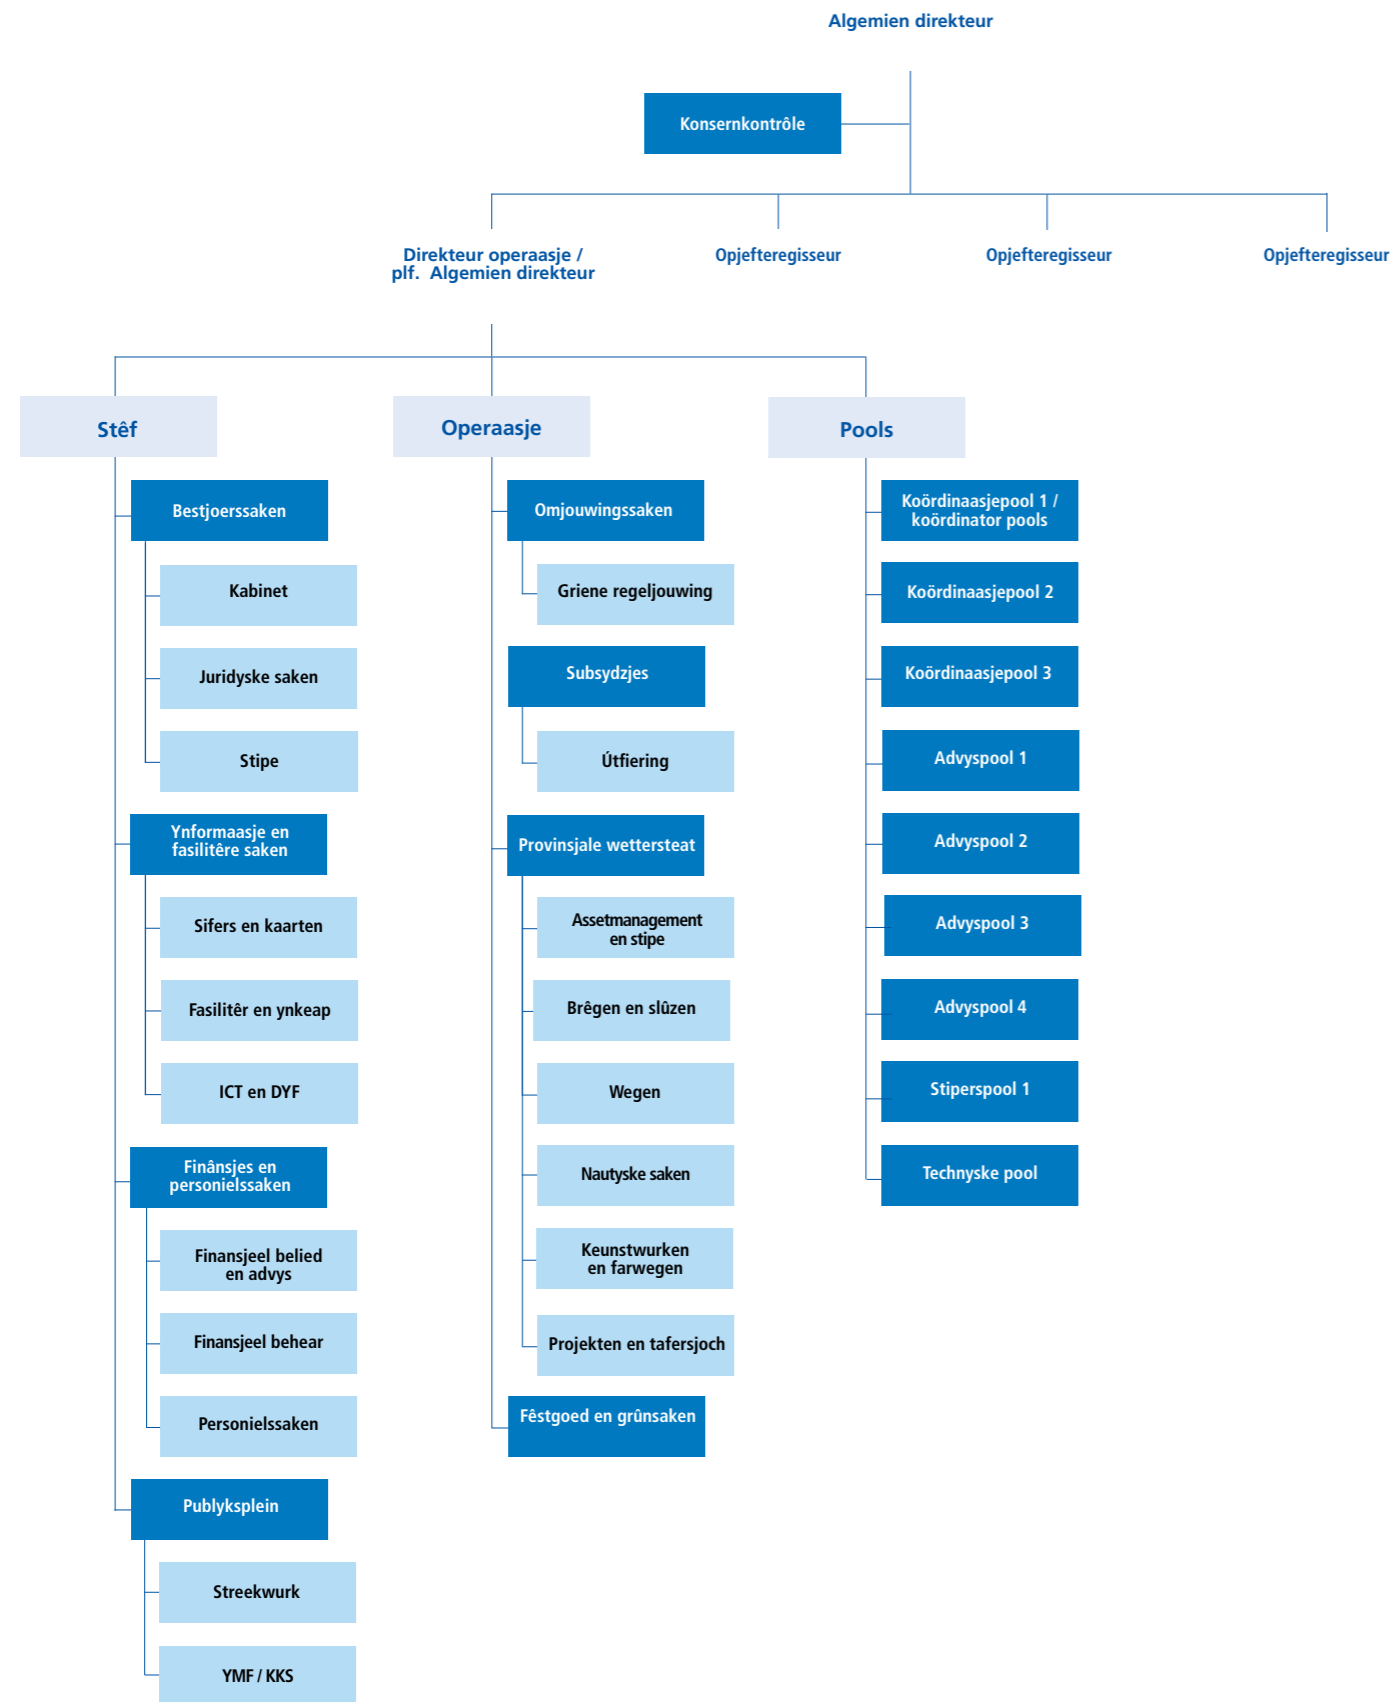 Algemien direkteur
Konsernkontrôle
Direkteur operaasje /
plf. Algemien direkteur
Opjefteregisseur
Opjefteregisseur
Opjefteregisseur
Stêf
Bestjoerssaken
Kabinet
Juridyske saken
Stipe
Ynformaasje en
fasilitêre saken
Sifers en kaarten
Fasilitêr en ynkeap
ICT en DYF
Finânsjes en
personielssaken
Finansjeel belied
en advys
Finansjeel behear
Personielssaken
Publyksplein
Streekwurk
YMF / KKS
Operaasje
Omjouwingssaken
Griene regeljouwing
Subsydzjes
Útfiering
Provinsjale wettersteat
Assetmanagement
en stipe
Brêgen en slûzen
Wegen
Nautyske saken
Keunstwurken
en farwegen
Projekten en tafersjoch
Fêstgoed en grûnsaken
Pools
Koördinaasjepool 1 /
koördinator pools
Koördinaasjepool 2
Koördinaasjepool 3
Advyspool 1
Advyspool 2
Advyspool 3
Advyspool 4
Stiperspool 1
Technyske pool